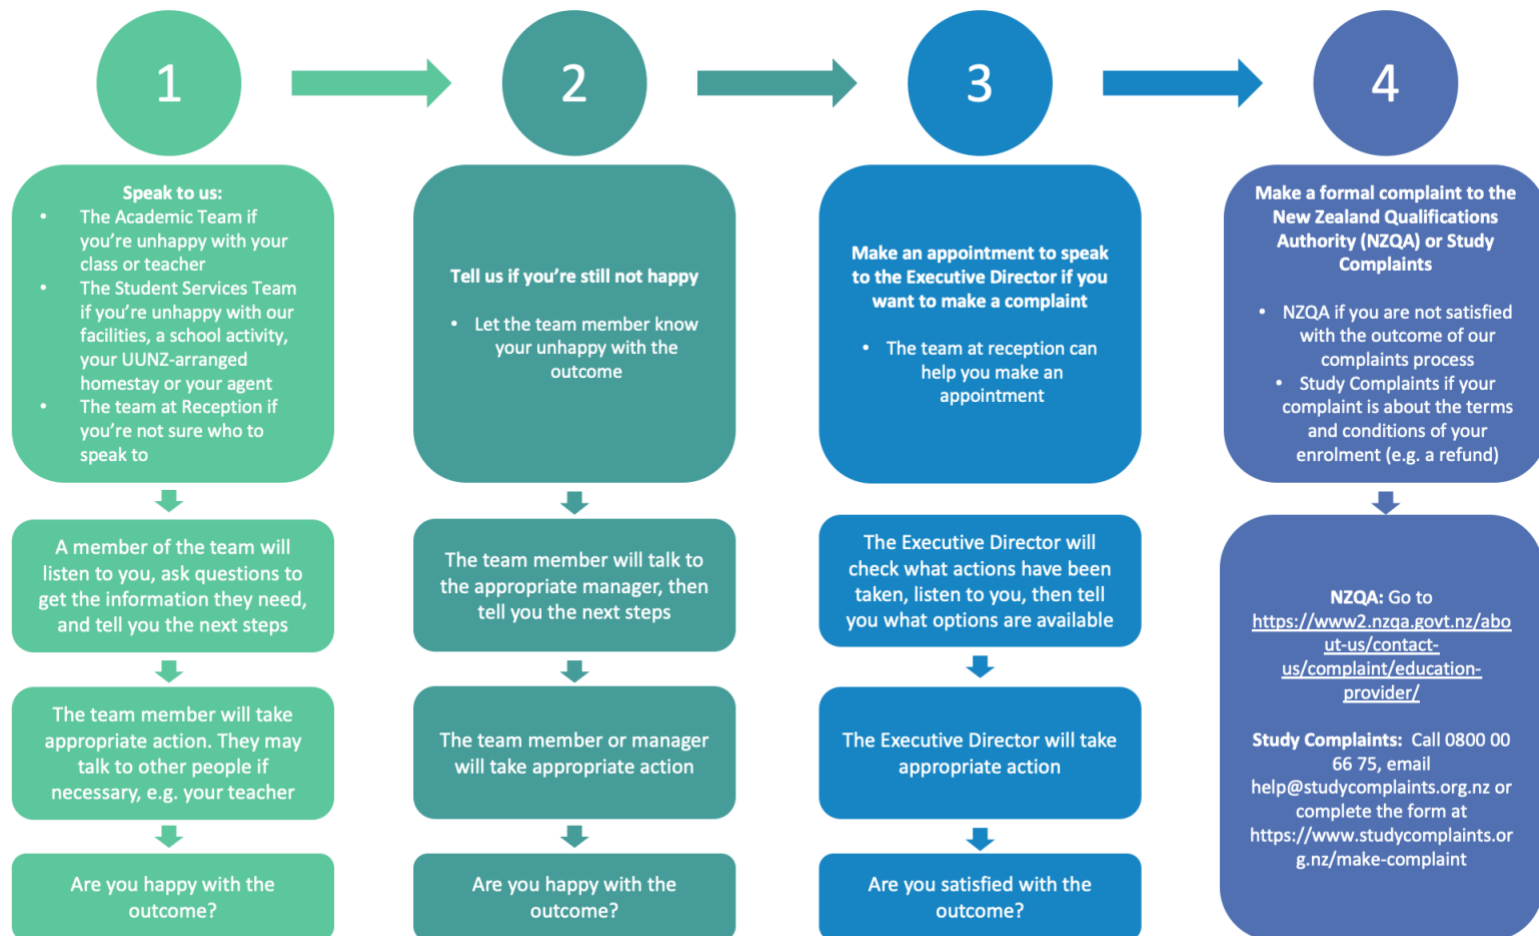 1
Speak to us:
• The Academic Team if
you’re unhappy with your
class or teacher
• The Student Services Team
if you’re unhappy with our
facilities, a school activity,
your UUNZ-arranged
homestay or your agent
• The team at Reception if
you’re not sure who to
speak to
A member of the team will
listen to you, ask questions to
get the information they need,
and tell you the next steps
The team member will take
appropriate action. They may
talk to other people if
necessary, e.g. your teacher
Are you happy with the
outcome?
2
Tell us if you’re still not happy
• Let the team member know
your unhappy with the
outcome
The team member will talk to
the appropriate manager, then
tell you the next steps
The team member or manager
will take appropriate action
Are you happy with the
outcome?
3
Make an appointment to speak
to the Executive Director if you
want to make a complaint
• The team at reception can
help you make an
appointment
The Executive Director will
check what actions have been
taken, listen to you, then tell
you what options are available
The Executive Director will take
appropriate action
Are you satisfied with the
outcome?
4
Make a formal complaint to the
New Zealand Qualifications
Authority (NZQA) or Study
Complaints
• NZQA if you are not satisfied
with the outcome of our
complaints process
• Study Complaints if your
complaint is about the terms
and conditions of your
enrolment (e.g. a refund)
NZQA: Go to
https://www2.nzqa.govt.nz/abo
ut-us/contact-
us/complaint/education-
provider/
Study Complaints: Call 0800 00
66 75, email
help@studycomplaints.org.nz or
complete the form at
https://www.studycomplaints.or
g.nz/make-complaint